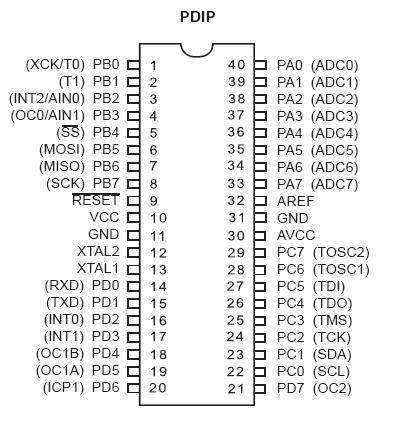 PDIP
(XCK/T0) PB0 1 40 PA0 (ADC0)
(T1) PB1 2 39 PA1 (ADC1)
(INT2/AIN0) PB2 3 38 PA2 (ADC2)
(OC0/AIN1) PB3 4 37 PA3 (ADC3)
(SS) PB4 5 36 PA4 (ADC4)
(MOSI) PB5 6 35 PA5 (ADC5)
(MISO) PB6 7 34 PA6 (ADC6)
(SCK) PB7 8 33 PA7 (ADC7)
RESET 9 32 AREF
VCC 10 31 GND
GND 11 30 AVCC
XTAL2 12 29 PC7 (TOSC2)
XTAL1 13 28 PC6 (TOSC1)
(RXD) PD0 14 27 PC5 (TDI)
(TXD) PD1 15 26 PC4 (TDO)
(INT0) PD2 16 25 PC3 (TMS)
(INT1) PD3 17 24 PC2 (TCK)
(OC1B) PD4 18 23 PC1 (SDA)
(OC1A) PD5 19 22 PC0 (SCL)
(ICP1) PD6 20 21 PD7 (OC2)